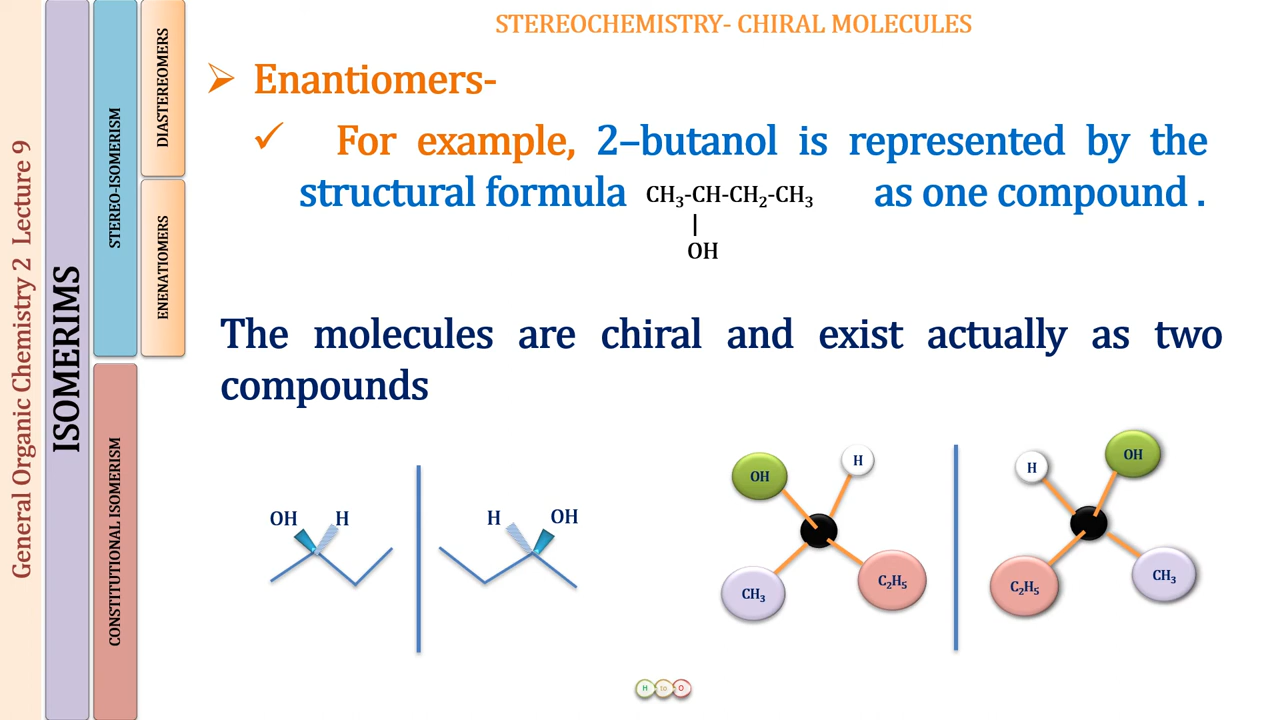 STEREOCHEMISTRY- CHIRAL MOLECULES
General Organic Chemistry 2 Lecture 9
ISOMERIMS
STEREO-ISOMERISM
CONSTITUTIONAL ISOMERISM
DIASTEREOMERS
ENENATIOMERS
➢ Enantiomers-
✓ For example, 2–butanol is represented by the
structural formula CH₃-CH-CH₂-CH₃ as one compound .
|
OH
The molecules are chiral and exist actually as two
compounds
OH H
H OH
OH H
CH₃ C₂H₅
H OH
C₂H₅ CH₃
H to O